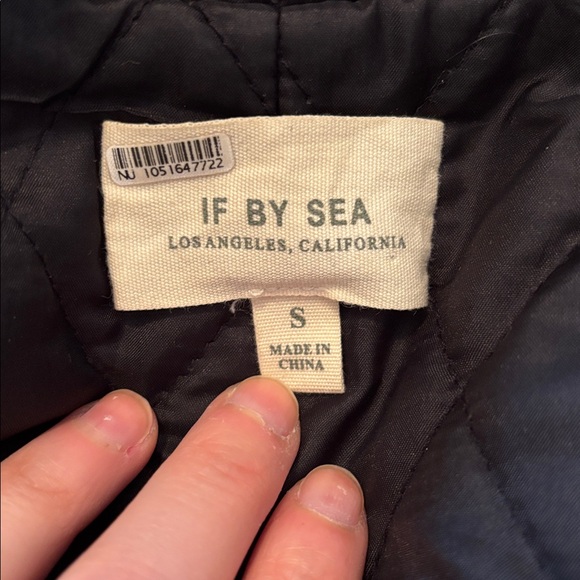 NU 1051647722
IF BY SEA
LOS ANGELES, CALIFORNIA
S
MADE IN
CHINA